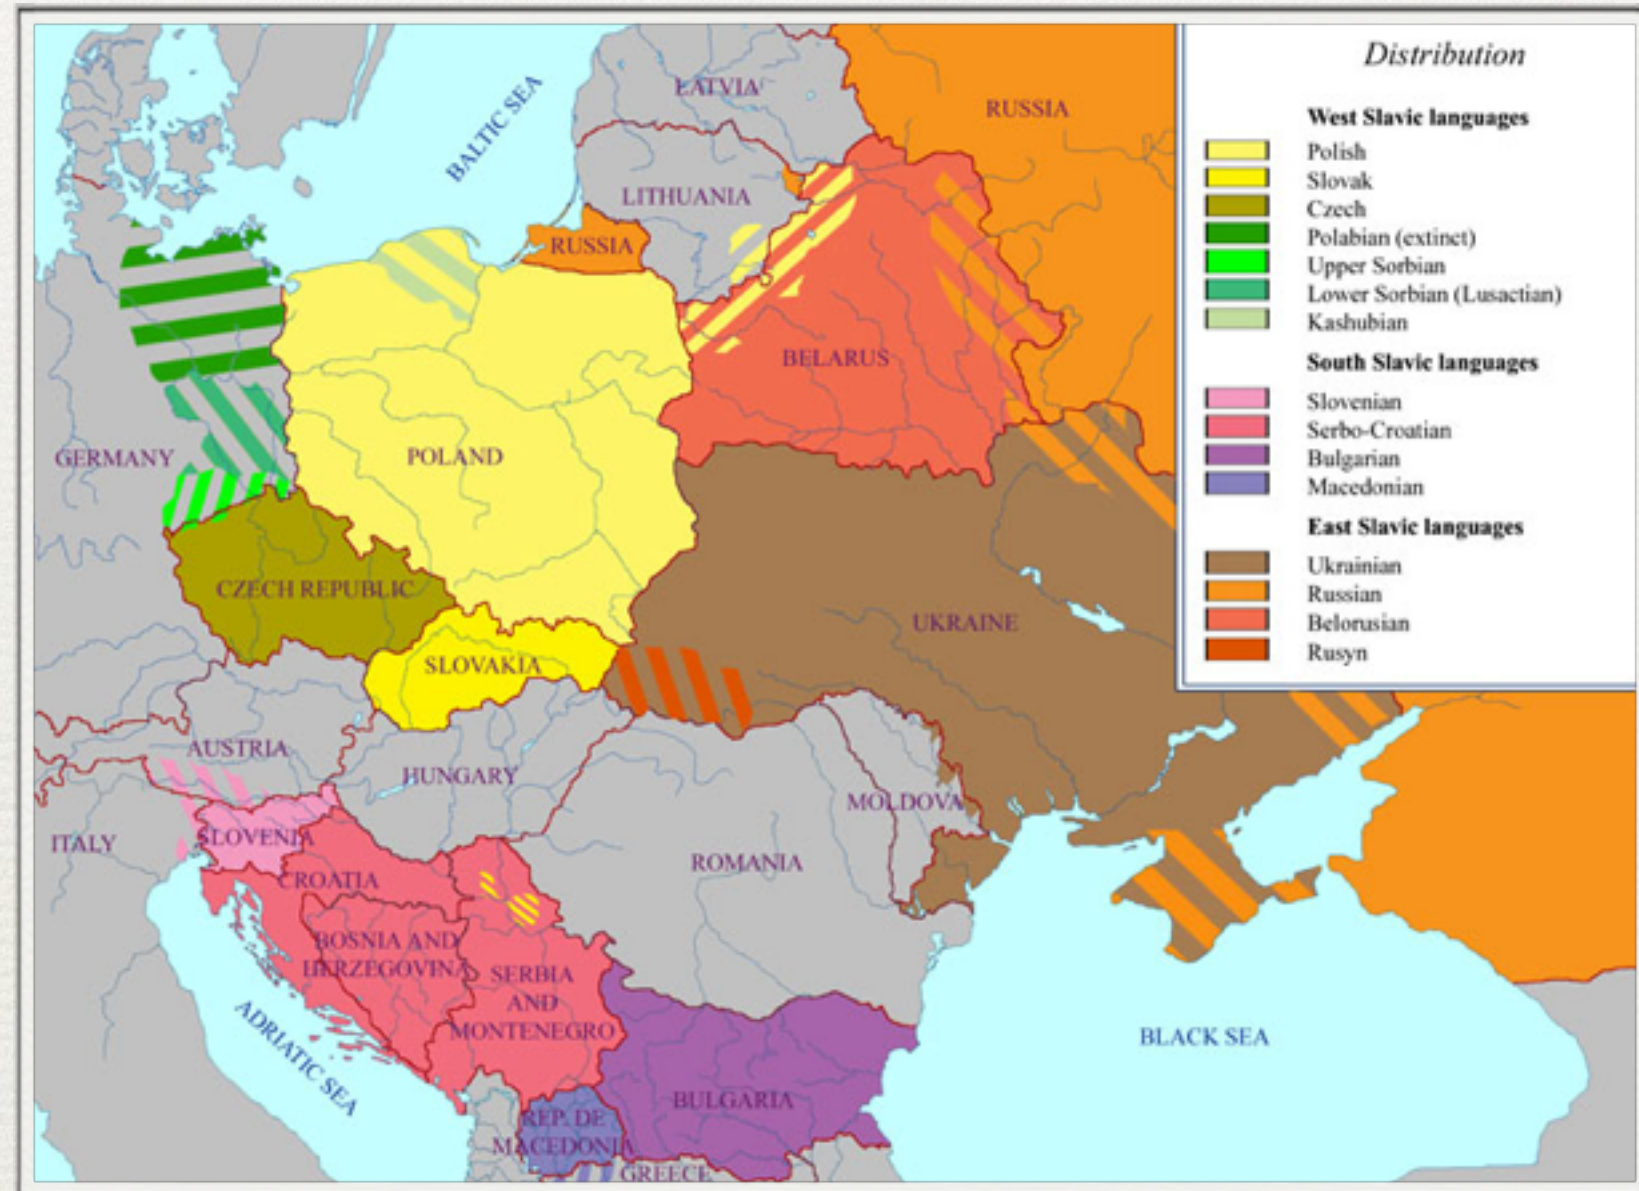 Distribution
West Slavic languages
Polish
Slovak
Czech
Polabian (extinct)
Upper Sorbian
Lower Sorbian (Lusactian)
Kashubian
South Slavic languages
Slovenian
Serbo-Croatian
Bulgarian
Macedonian
East Slavic languages
Ukrainian
Russian
Belorusian
Rusyn
LATVIA
RUSSIA
BALTIC SEA
LITHUANIA
RUSSIA
BELARUS
GERMANY
POLAND
CZECH REPUBLIC
UKRAINE
SLOVAKIA
AUSTRIA
HUNGARY
MOLDOVA
ITALY
SLOVENIA
ROMANIA
CROATIA
BOSNIA AND
HERZEGOVINA
SERBIA
AND
MONTENEGRO
ADRIATIC SEA
BLACK SEA
BULGARIA
REP. DE
MACEDONIA
GREECE